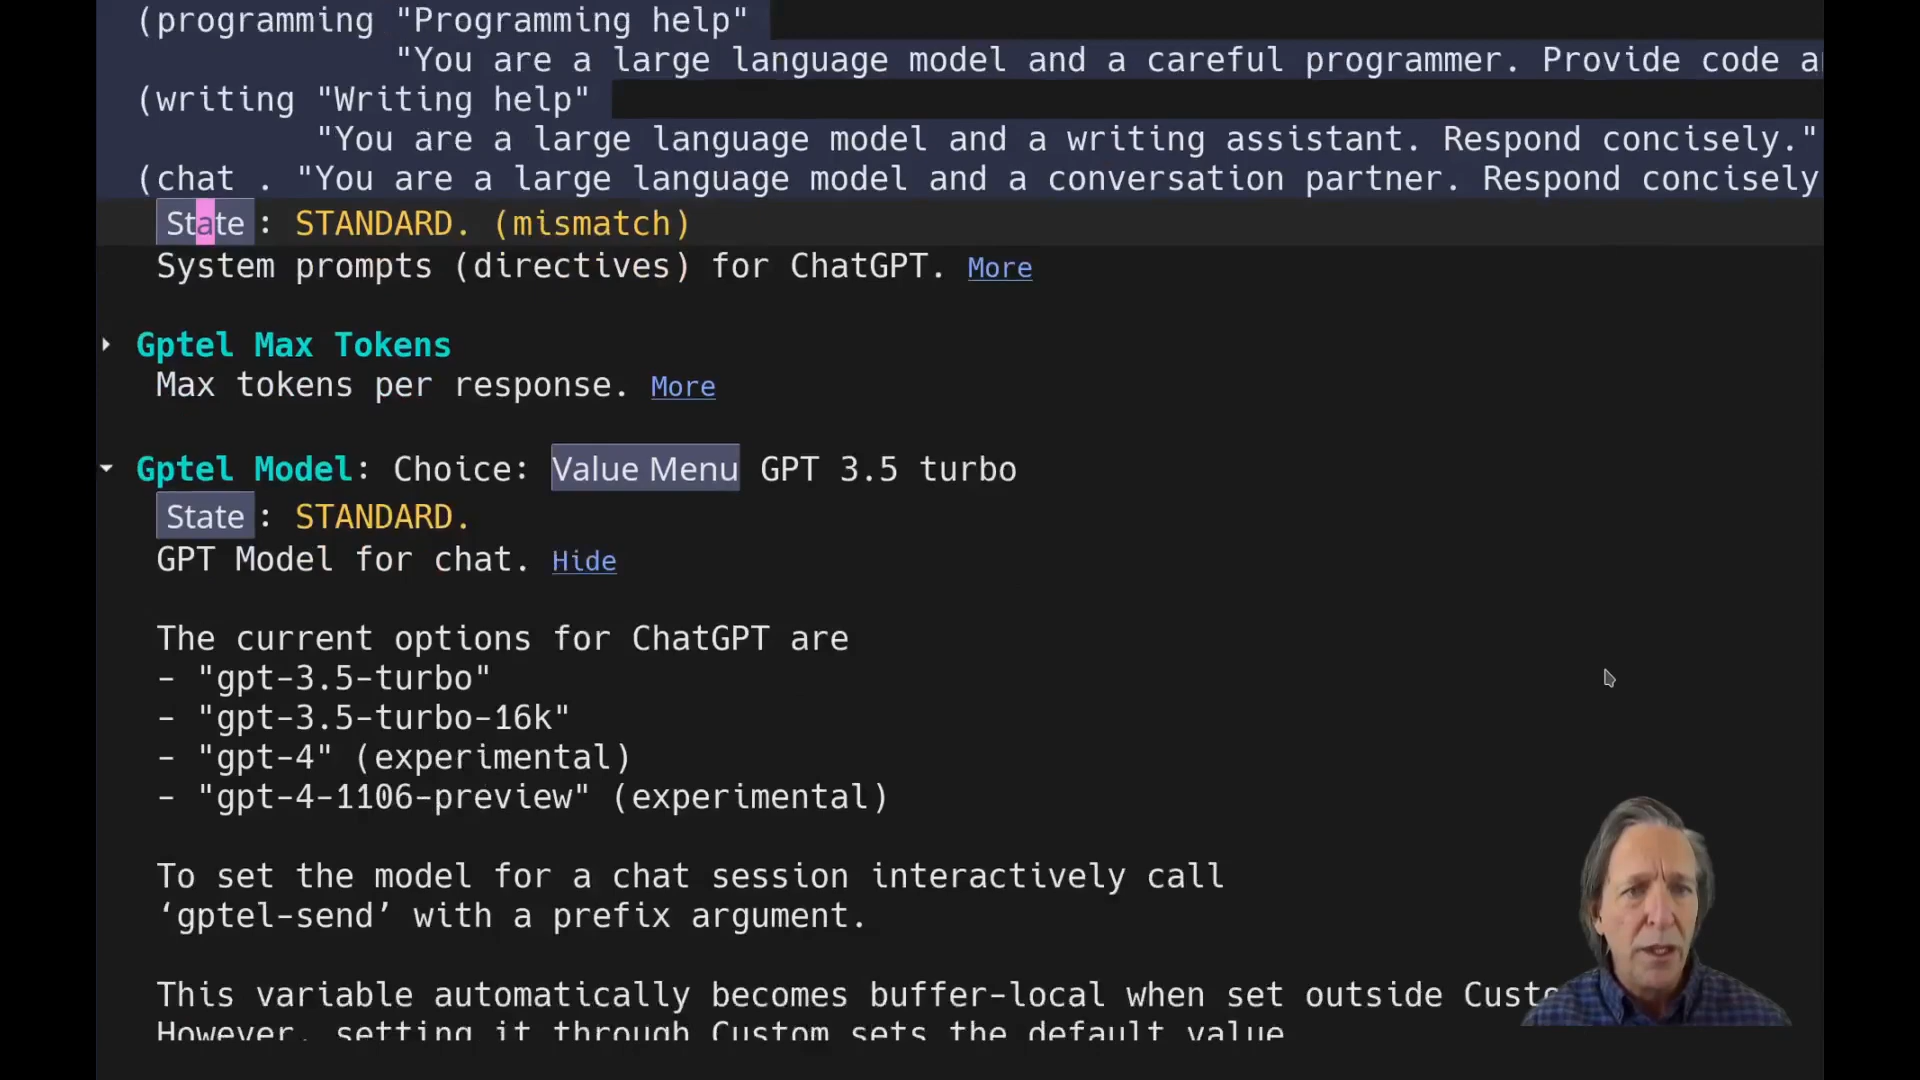 (programming "Programming help"
"You are a large language model and a careful programmer. Provide code
(writing "Writing help"
"You are a large language model and a writing assistant. Respond concisely."
(chat . "You are a large language model and a conversation partner. Respond concisely
State : STANDARD. (mismatch)
System prompts (directives) for ChatGPT. More
Gptel Max Tokens
Max tokens per response. More
Gptel Model: Choice: Value Menu GPT 3.5 turbo
State : STANDARD.
GPT Model for chat. Hide
The current options for ChatGPT are
- "gpt-3.5-turbo"
- "gpt-3.5-turbo-16k"
- "gpt-4" (experimental)
- "gpt-4-1106-preview" (experimental)
To set the model for a chat session interactively call
‘gptel-send’ with a prefix argument.
This variable automatically becomes buffer-local when set outside
However, setting it through Custom sets the default value